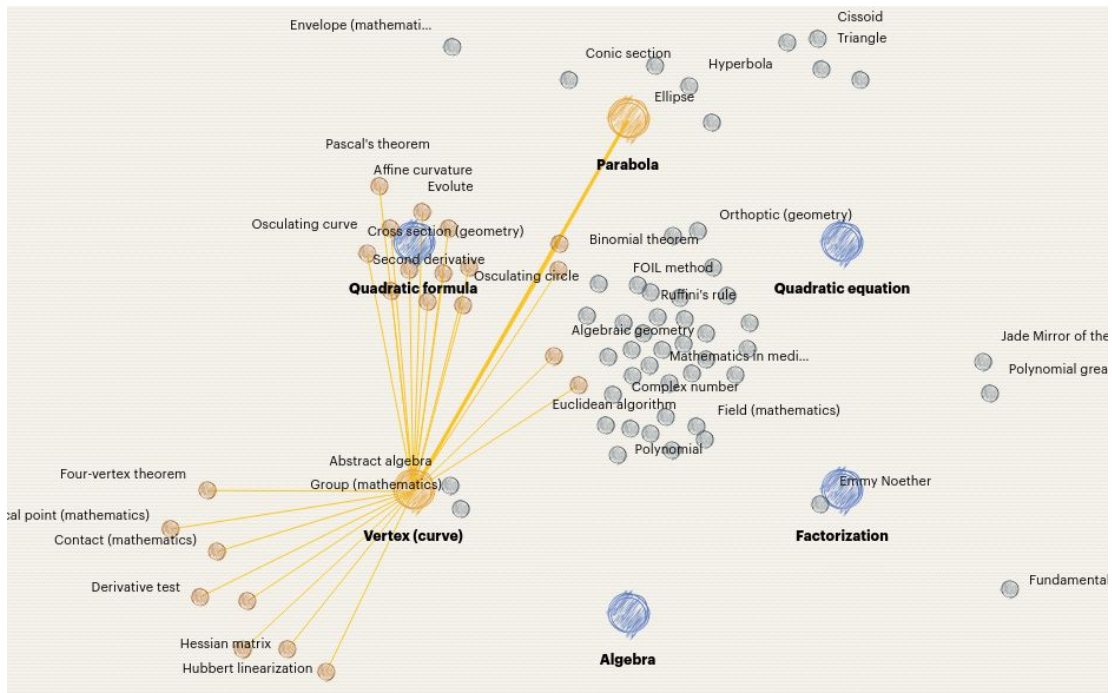 Cissoid
Envelope (mathemati...
Triangle
Conic section
Hyperbola
Ellipse
Pascal's theorem
Parabola
Affine curvature
Evolute
Orthoptic (geometry)
Osculating curve
Cross section (geometry)
Binomial theorem
Second derivative
FOIL method
Osculating circle
Quadratic formula
Quadratic equation
Ruffini's rule
Algebraic geometry
Jade Mirror of the
Mathematics in medi...
Polynomial grea
Complex number
Euclidean algorithm
Field (mathematics)
Polynomial
Abstract algebra
Four-vertex theorem
Emmy Noether
Group (mathematics)
cal point (mathematics)
Vertex (curve)
Factorization
Contact (mathematics)
Fundamental
Derivative test
Hessian matrix
Algebra
Hubbert linearization